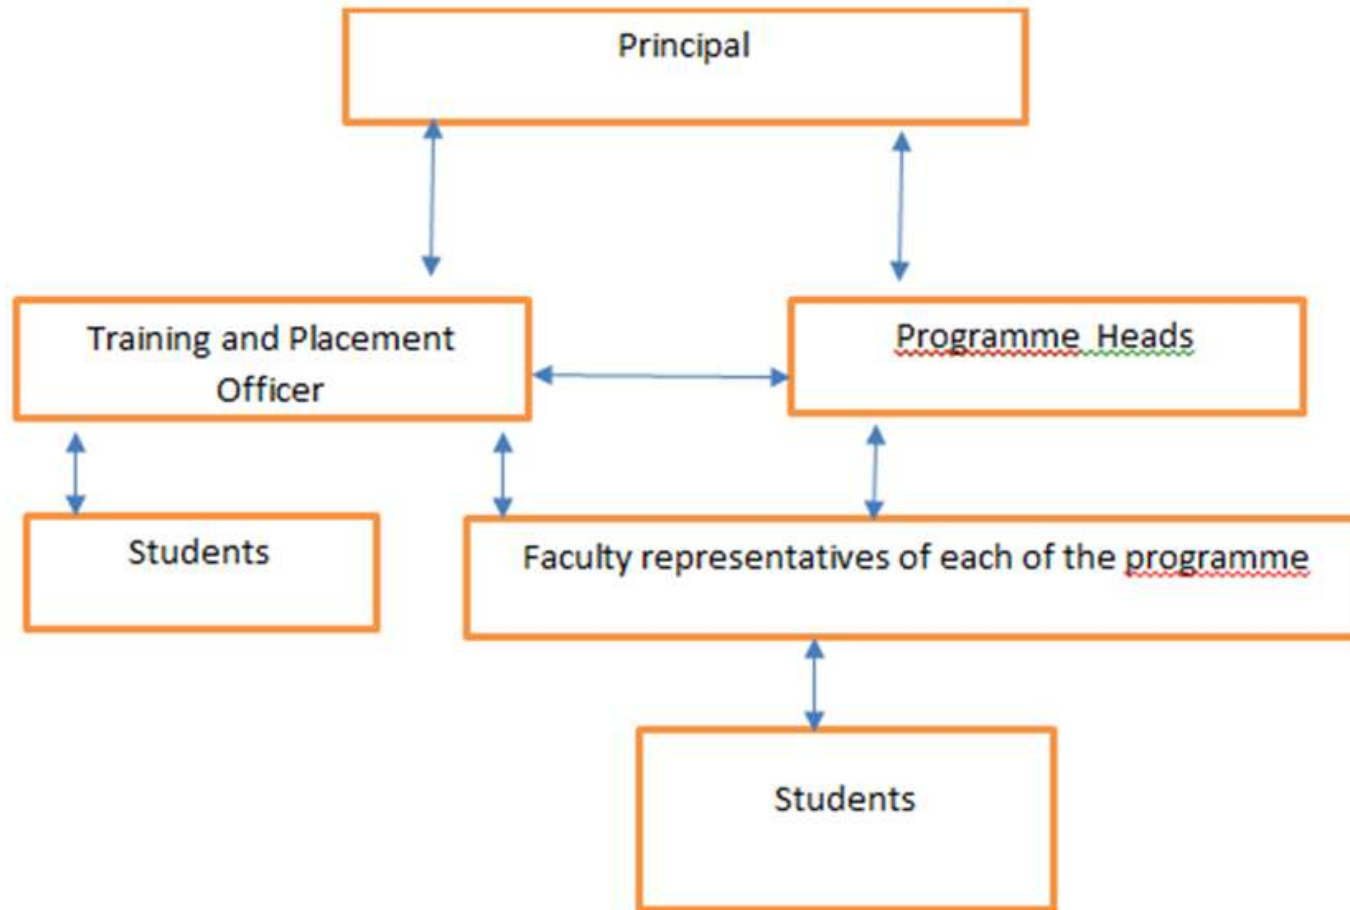 Principal
Training and Placement
Officer
Programme Heads
Students
Faculty representatives of each of the programme
Students